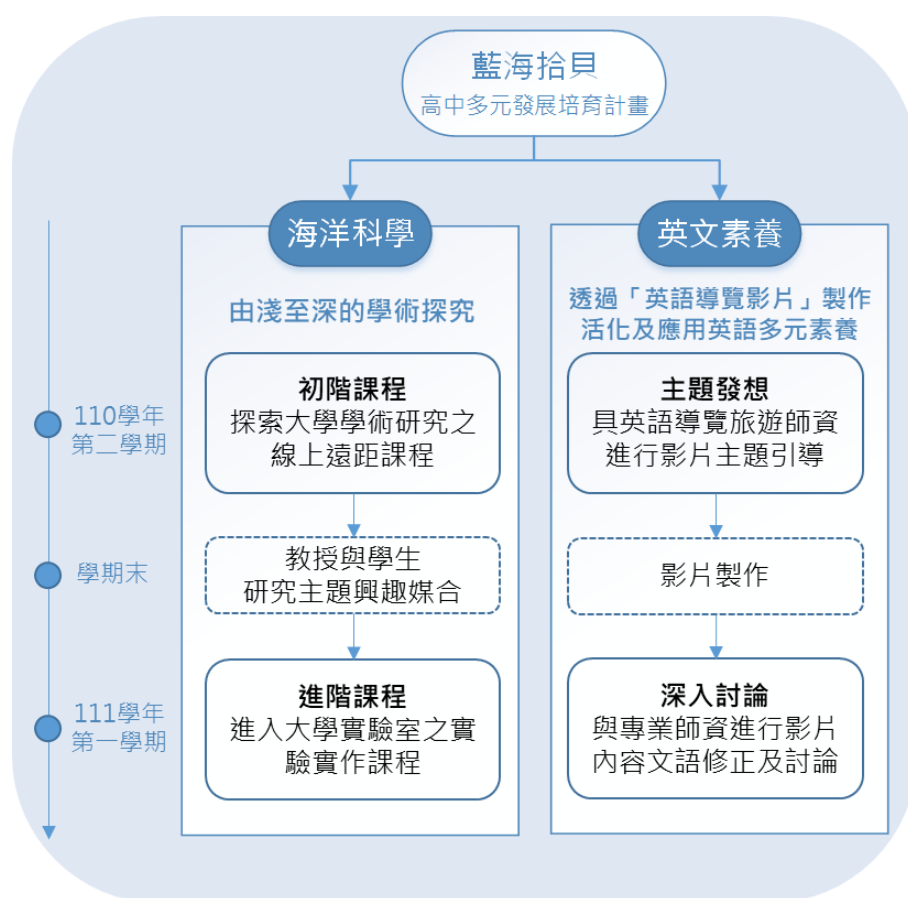 藍海拾貝
高中多元發展培育計畫
海洋科學
由淺至深的學術探究
英文素養
透過「英語導覽影片」製作
活化及應用英語多元素養
110學年
第二學期
初階課程
探索大學學術研究之
線上遠距課程
主題發想
具英語導覽旅遊師資
進行影片主題引導
學期末
教授與學生
研究主題興趣媒合
影片製作
111學年
第一學期
進階課程
進入大學實驗室之實
驗實作課程
深入討論
與專業師資進行影片
內容文語修正及討論